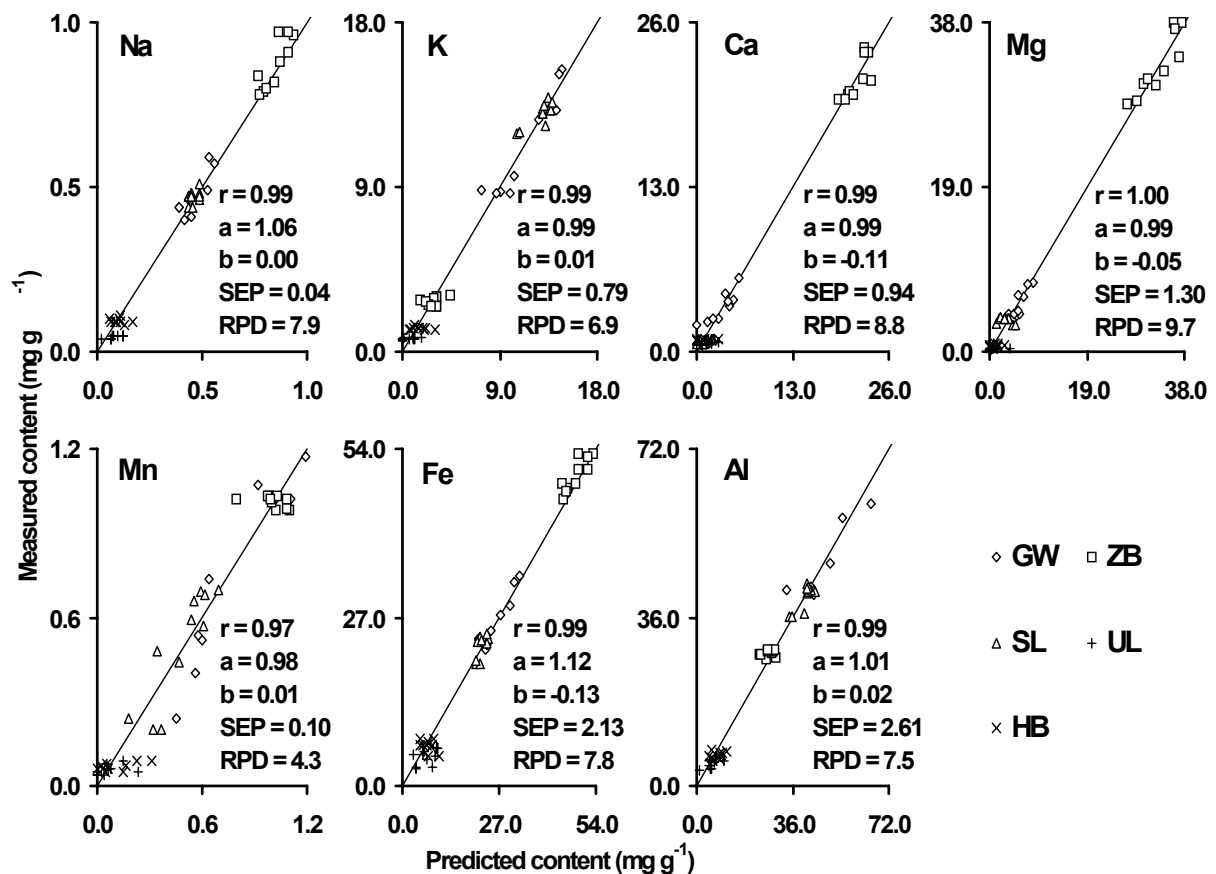 Measured content (mg g⁻¹)
1.0
Na
0.5
0.0
r = 0.99
a = 1.06
b = 0.00
SEP = 0.04
RPD = 7.9
0.0 0.5 1.0
18.0
K
9.0
0.0
r = 0.99
a = 0.99
b = 0.01
SEP = 0.79
RPD = 6.9
0.0 9.0 18.0
26.0
Ca
13.0
0.0
r = 0.99
a = 0.99
b = -0.11
SEP = 0.94
RPD = 8.8
0.0 13.0 26.0
38.0
Mg
19.0
0.0
r = 1.00
a = 0.99
b = -0.05
SEP = 1.30
RPD = 9.7
0.0 19.0 38.0
1.2
Mn
0.6
0.0
r = 0.97
a = 0.98
b = 0.01
SEP = 0.10
RPD = 4.3
0.0 0.6 1.2
54.0
Fe
27.0
0.0
r = 0.99
a = 1.12
b = -0.13
SEP = 2.13
RPD = 7.8
0.0 27.0 54.0
72.0
Al
36.0
0.0
r = 0.99
a = 1.01
b = 0.02
SEP = 2.61
RPD = 7.5
0.0 36.0 72.0
GW ZB
SL UL
HB
Predicted content (mg g⁻¹)